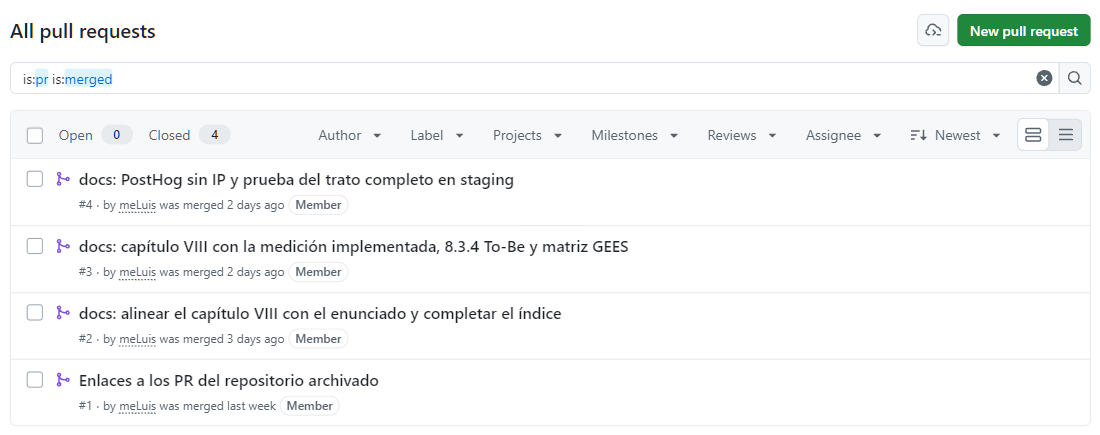 All pull requests
New pull request
is:pr is:merged
Open 0 Closed 4 Author Label Projects Milestones Reviews Assignee Newest
docs: PostHog sin IP y prueba del trato completo en staging
#4 · by meLuis was merged 2 days ago Member
docs: capítulo VIII con la medición implementada, 8.3.4 To-Be y matriz GEES
#3 · by meLuis was merged 2 days ago Member
docs: alinear el capítulo VIII con el enunciado y completar el índice
#2 · by meLuis was merged 3 days ago Member
Enlaces a los PR del repositorio archivado
#1 · by meLuis was merged last week Member